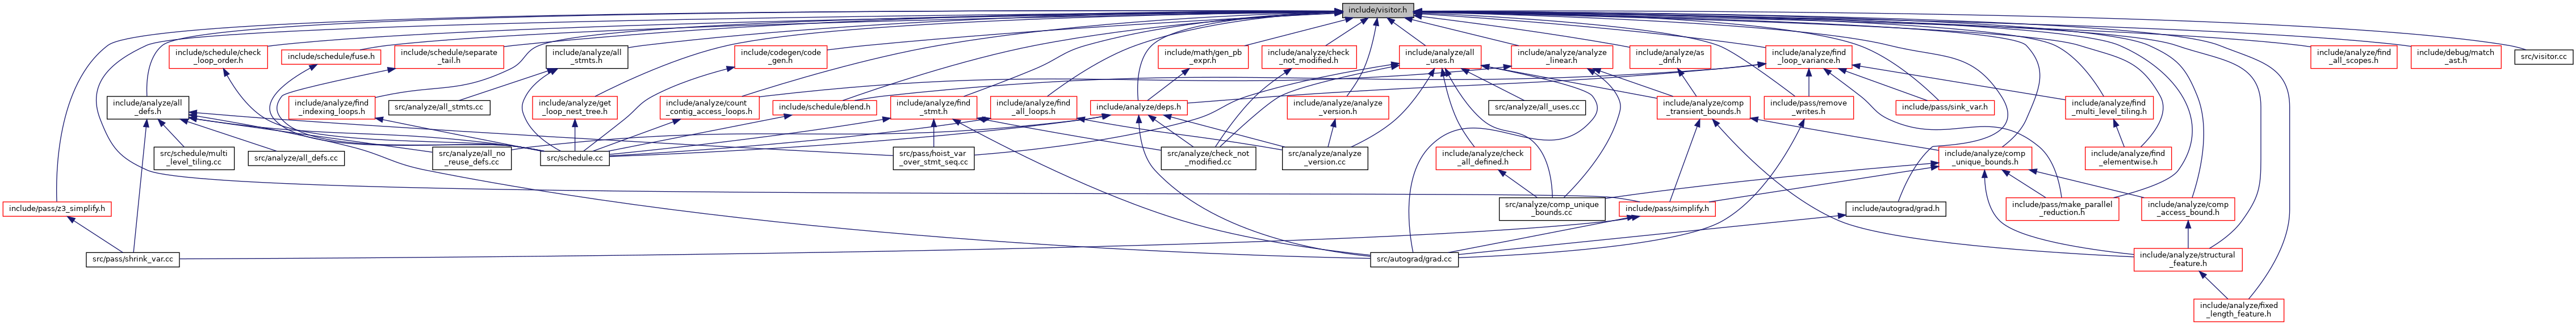 include/visitor.h
include/schedule/check
_loop_order.h
include/schedule/fuse.h
include/schedule/separate
_tail.h
include/analyze/all
_stmts.h
include/codegen/code
_gen.h
include/math/gen_pb
_expr.h
include/analyze/check
_not_modified.h
include/analyze/all
_uses.h
include/analyze/analyze
_linear.h
include/analyze/as
_dnf.h
include/analyze/find
_loop_variance.h
include/analyze/find
_all_scopes.h
include/debug/match
_ast.h
src/visitor.cc
include/analyze/all
_defs.h
include/analyze/find
_indexing_loops.h
src/analyze/all_stmts.cc
include/analyze/get
_loop_nest_tree.h
include/analyze/count
_contig_access_loops.h
include/schedule/blend.h
include/analyze/find
_stmt.h
include/analyze/find
_all_loops.h
include/analyze/deps.h
include/analyze/analyze
_version.h
src/analyze/all_uses.cc
include/analyze/comp
_transient_bounds.h
include/pass/remove
_writes.h
include/pass/sink_var.h
include/analyze/find
_multi_level_tiling.h
src/schedule/multi
_level_tiling.cc
src/analyze/all_defs.cc
src/analyze/all_no
_reuse_defs.cc
src/schedule.cc
src/pass/hoist_var
_over_stmt_seq.cc
src/analyze/check_not
_modified.cc
src/analyze/analyze
_version.cc
include/analyze/check
_all_defined.h
include/analyze/comp
_unique_bounds.h
include/analyze/find
_elementwise.h
include/pass/z3_simplify.h
src/analyze/comp_unique
_bounds.cc
include/pass/simplify.h
include/autograd/grad.h
include/pass/make_parallel
_reduction.h
include/analyze/comp
_access_bound.h
src/pass/shrink_var.cc
src/autograd/grad.cc
include/analyze/structural
_feature.h
include/analyze/fixed
_length_feature.h